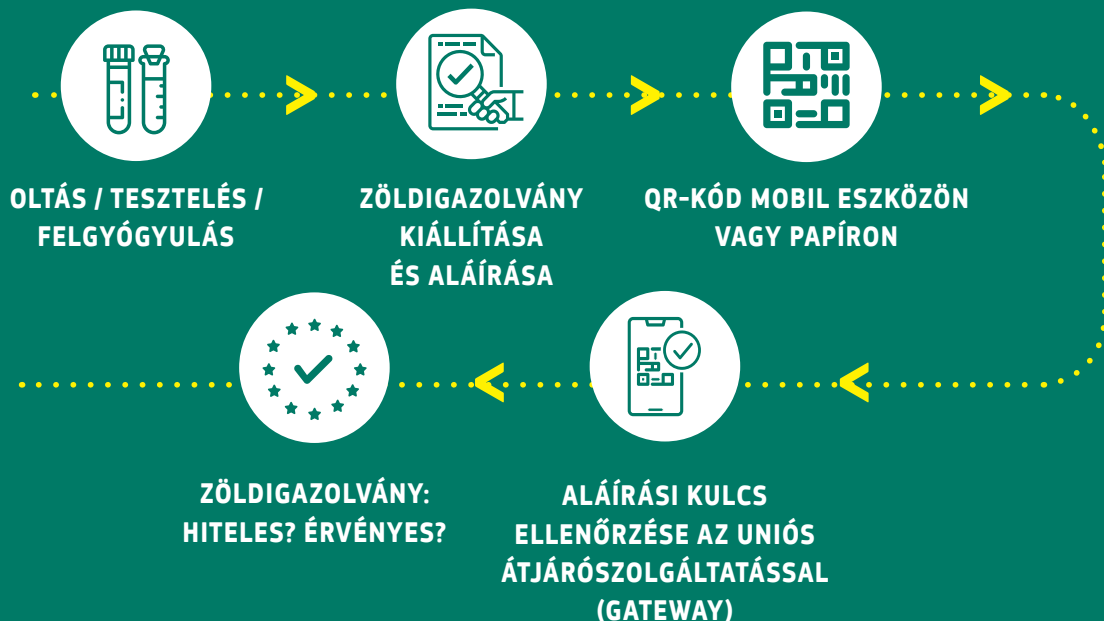 OLTÁS / TESZTELÉS /
FELGYÓGYULÁS
ZÖLDIGAZOLVÁNY
KIÁLLÍTÁSA
ÉS ALÁÍRÁSA
QR-KÓD MOBIL ESZKÖZÖN
VAGY PAPÍRON
ZÖLDIGAZOLVÁNY:
HITELES? ÉRVÉNYES?
ALÁÍRÁSI KULCS
ELLENŐRZÉSE AZ UNIÓS
ÁTJÁRÓSZOLGÁLTATÁSSAL
(GATEWAY)